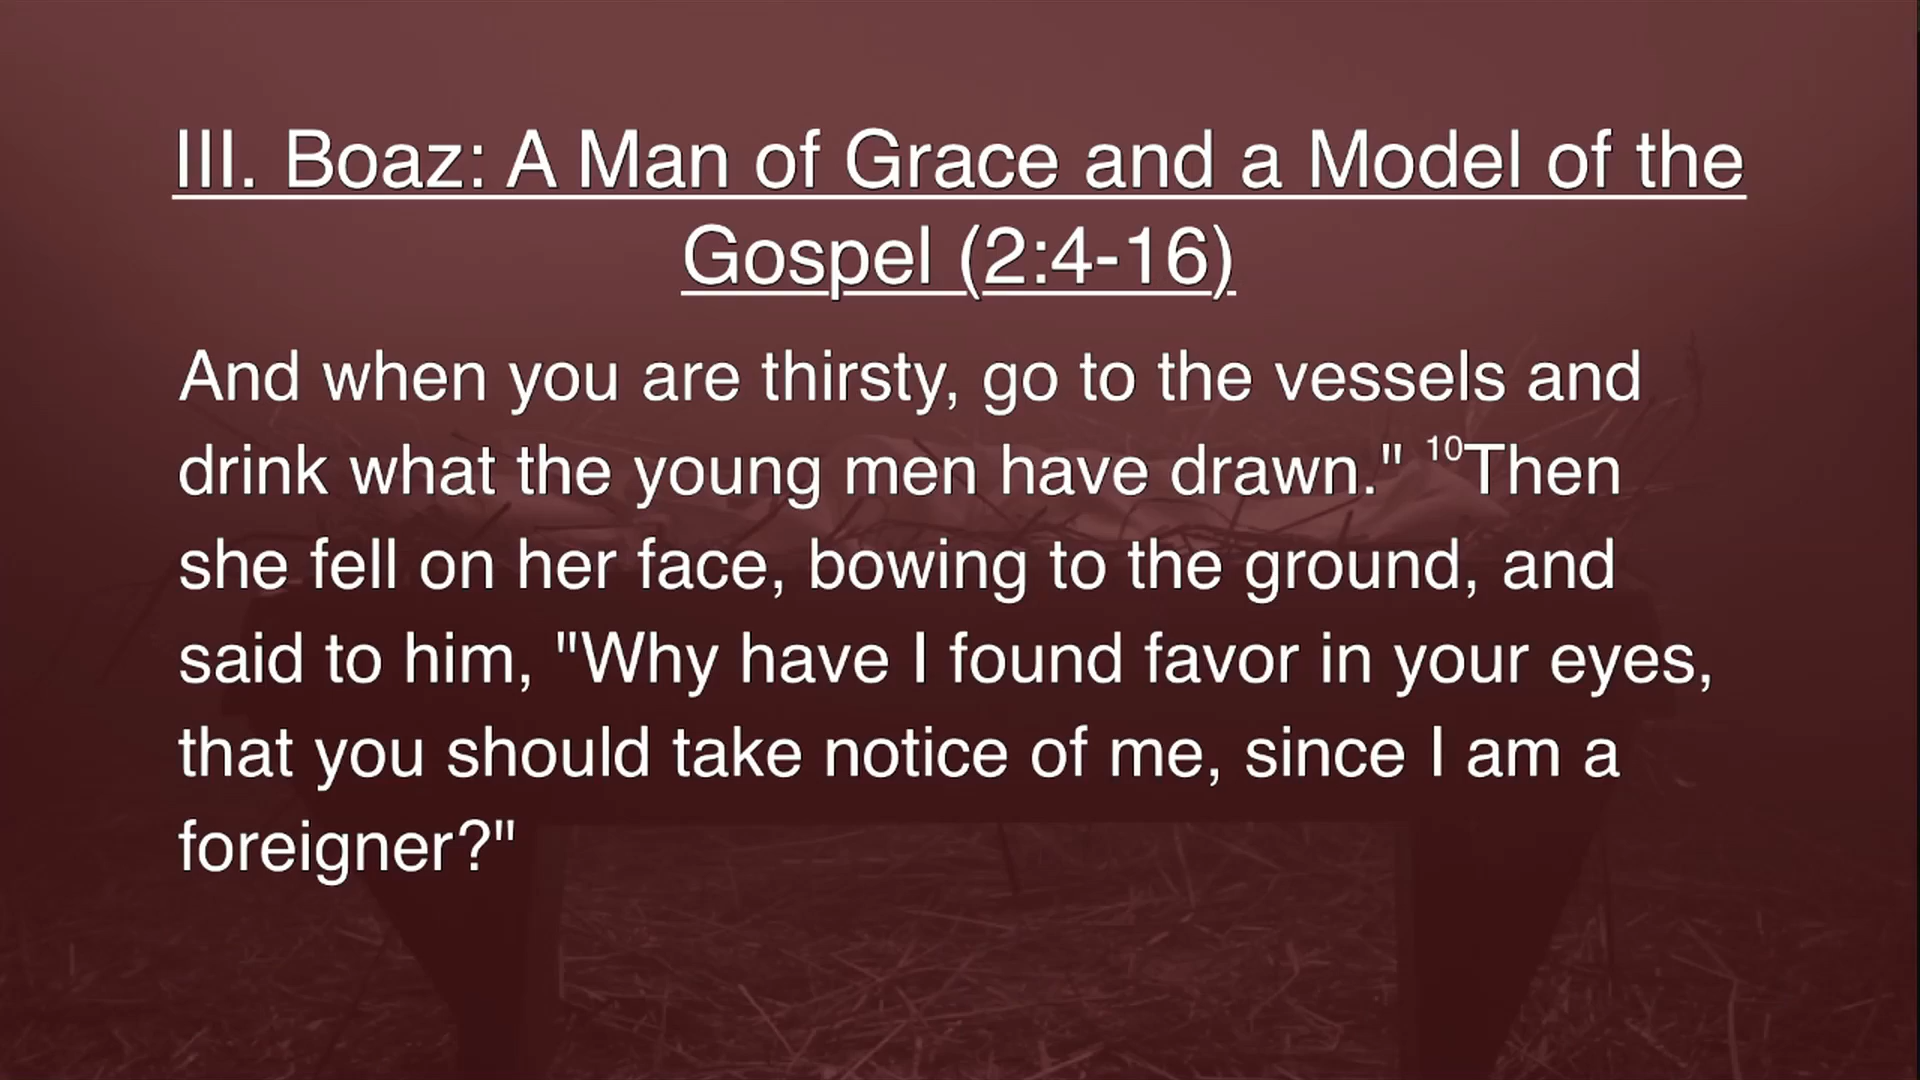 III. Boaz: A Man of Grace and a Model of the
Gospel (2:4-16)
And when you are thirsty, go to the vessels and
drink what the young men have drawn." 10Then
she fell on her face, bowing to the ground, and
said to him, "Why have I found favor in your eyes,
that you should take notice of me, since I am a
foreigner?"